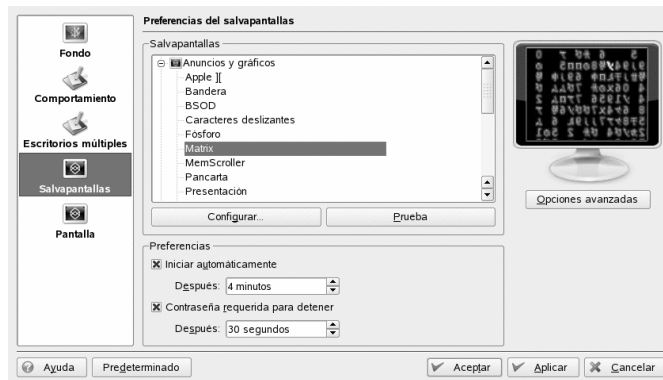 Preferencias del salvapantallas
Fondo
Comportamiento
Escritorios múltiples
Salvapantallas
Pantalla
Salvapantallas
Anuncios y gráficos
Apple ][
Bandera
BSOD
Caracteres deslizantes
Fósforo
Matrix
MemScroller
Pancarta
Presentación
Configurar...
Prueba
Opciones avanzadas
Preferencias
Iniciar automáticamente
Después: 4 minutos
Contraseña requerida para detener
Después: 30 segundos
Ayuda
Predeterminado
Aceptar
Aplicar
Cancelar